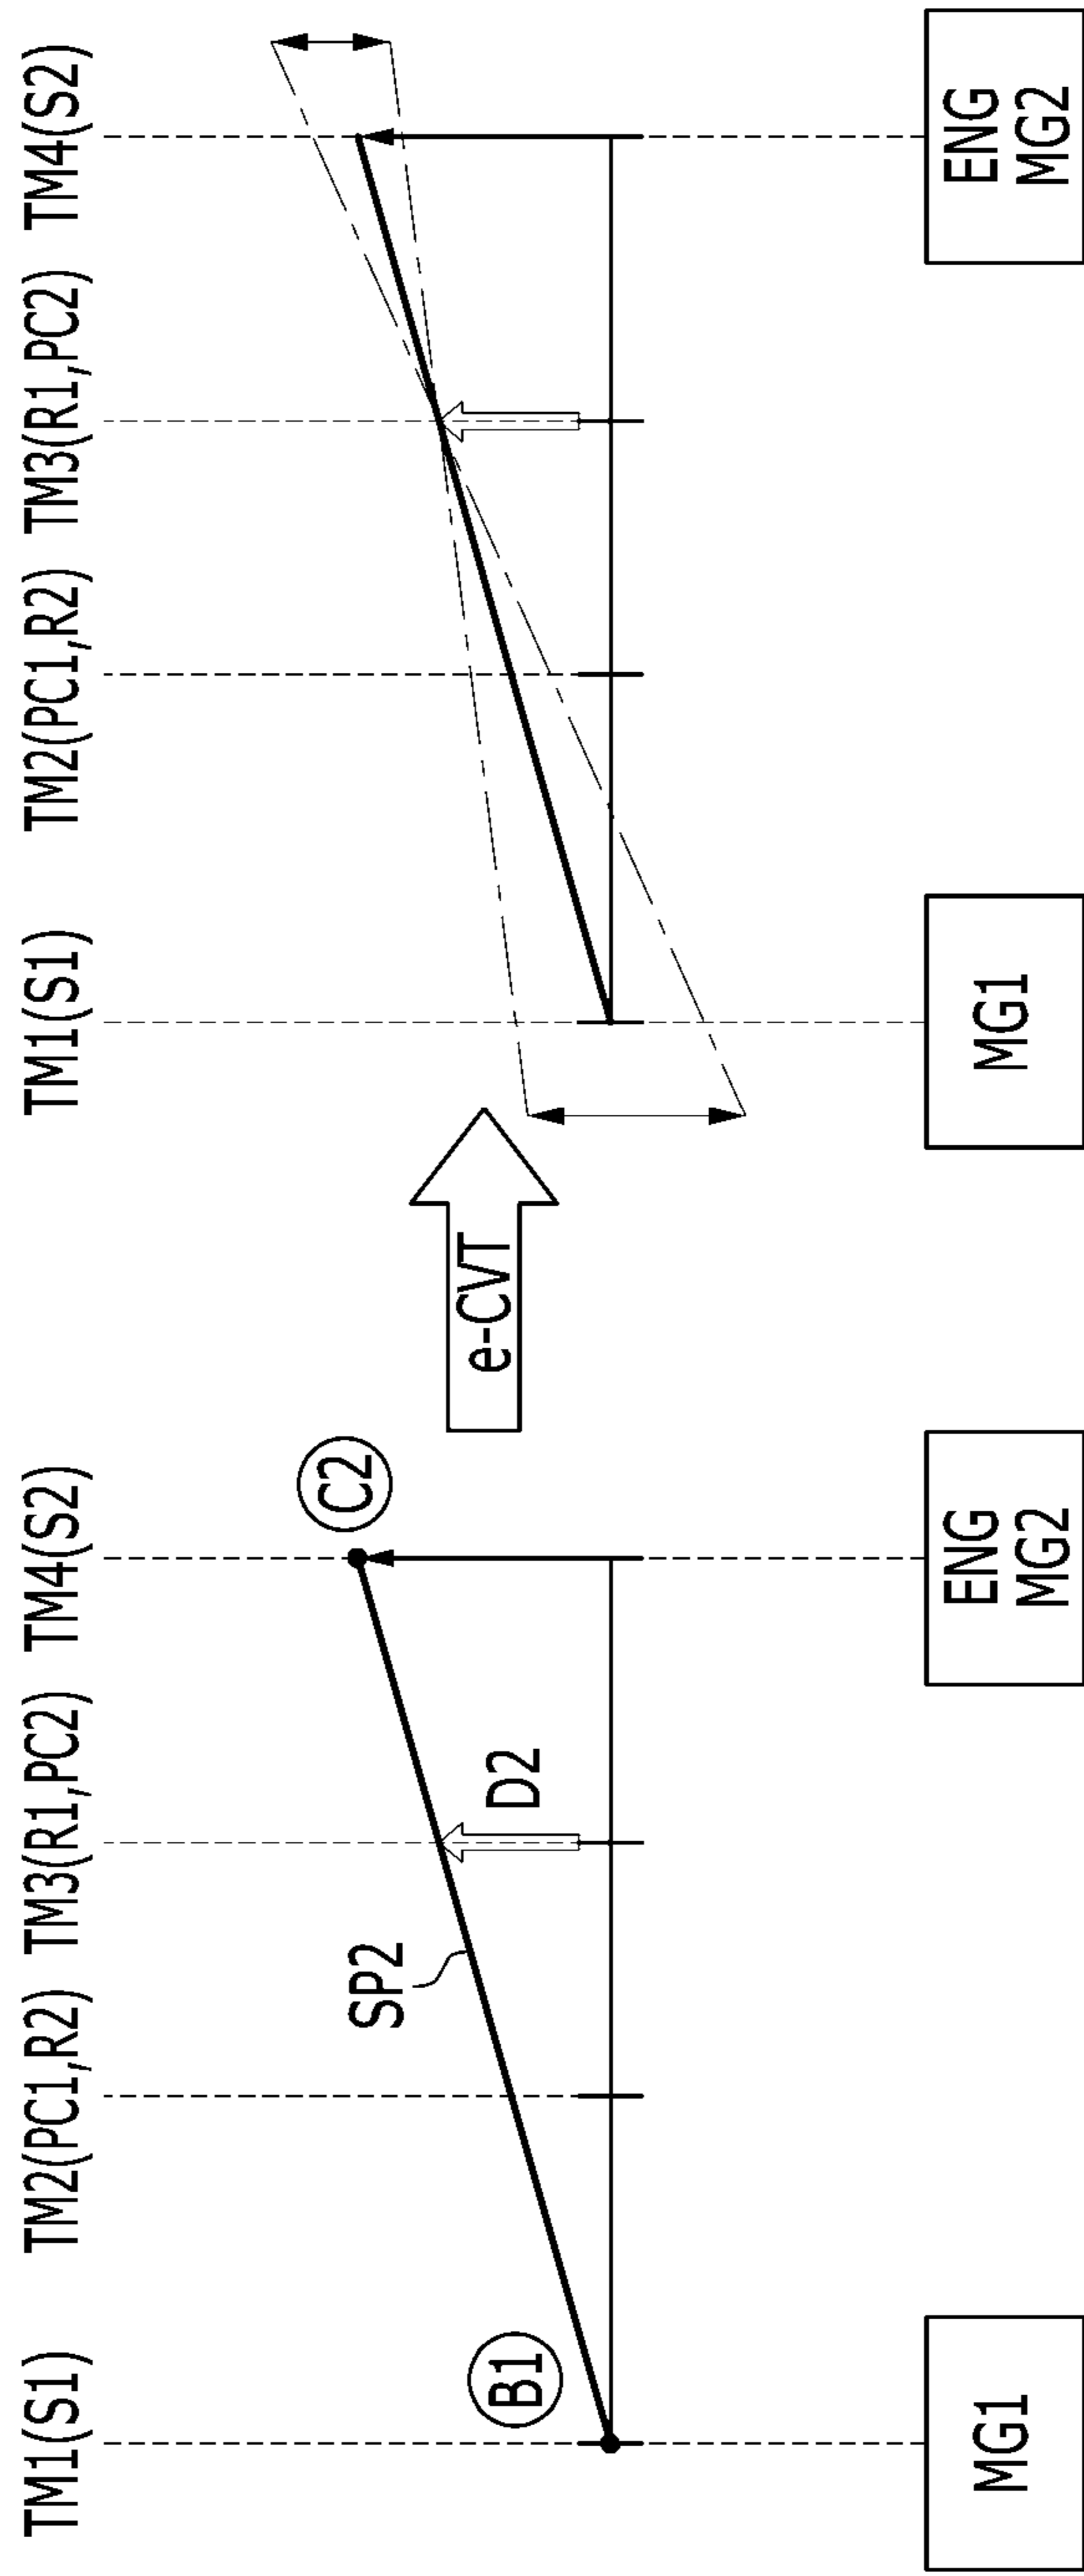 TM1(S1) TM2(PC1,R2) TM3(R1,PC2) TM4(S2)
C2
SP2
B1
D2
MG1
ENG
MG2
e-CVT
TM1(S1) TM2(PC1,R2) TM3(R1,PC2) TM4(S2)
MG1
ENG
MG2